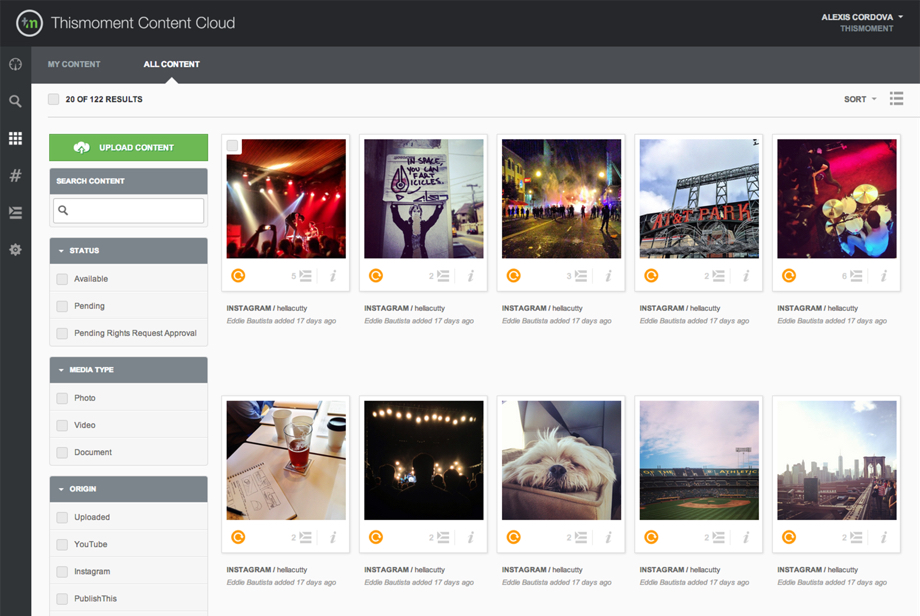 tm Thismoment Content Cloud
ALEXIS CORDOVA
THISMOMENT
MY CONTENT
ALL CONTENT
20 OF 122 RESULTS
SORT
UPLOAD CONTENT
SEARCH CONTENT
STATUS
Available
Pending
Pending Rights Request Approval
MEDIA TYPE
Photo
Video
Document
ORIGIN
Uploaded
YouTube
Instagram
PublishThis
5
INSTAGRAM / hellacutty
Eddie Bautista added 17 days ago
IN SPACE,
YOU CAN
FART
ICICLES.
2
INSTAGRAM / hellacutty
Eddie Bautista added 17 days ago
3
INSTAGRAM / hellacutty
Eddie Bautista added 17 days ago
AT&T PARK
2
INSTAGRAM / hellacutty
Eddie Bautista added 17 days ago
6
INSTAGRAM / hellacutty
Eddie Bautista added 17 days ago
2
INSTAGRAM / hellacutty
Eddie Bautista added 17 days ago
2
INSTAGRAM / hellacutty
Eddie Bautista added 17 days ago
2
INSTAGRAM / hellacutty
Eddie Bautista added 17 days ago
OF THE ATHLETIC
2
INSTAGRAM / hellacutty
Eddie Bautista added 17 days ago
2
INSTAGRAM / hellacutty
Eddie Bautista added 17 days ago